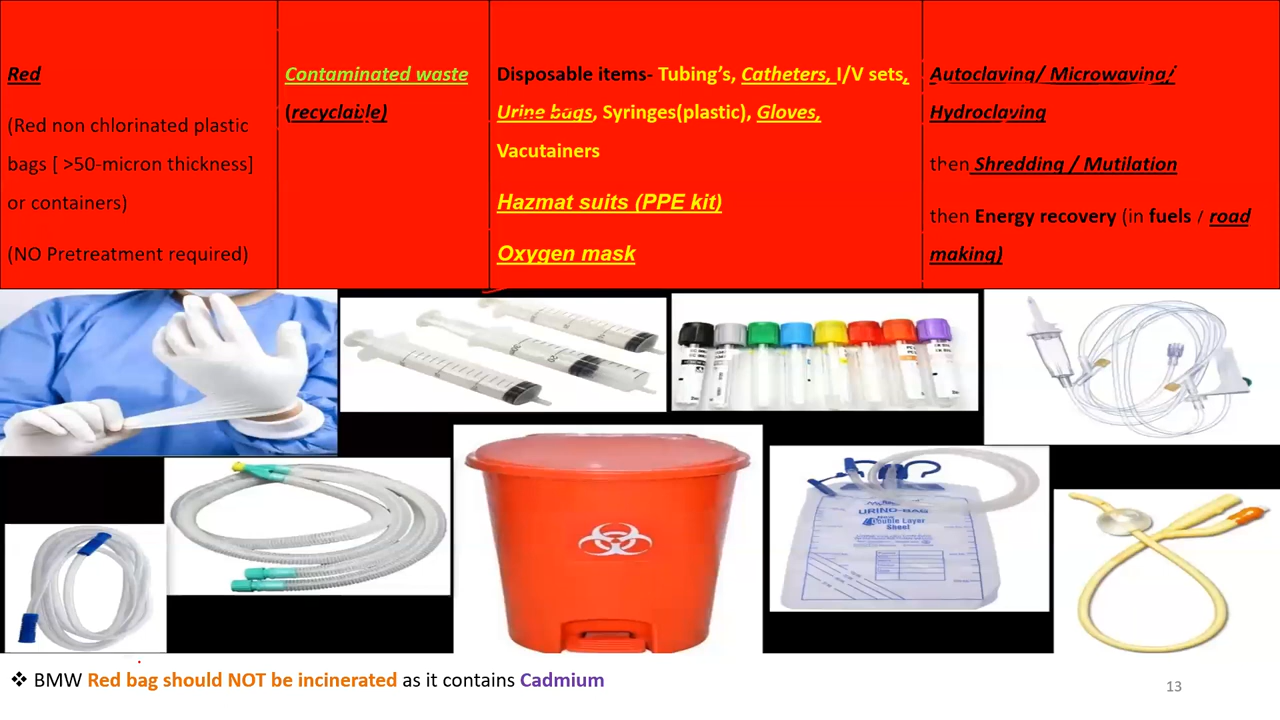 Red
(Red non chlorinated plastic
bags [ >50-micron thickness]
or containers)
(NO Pretreatment required)
Contaminated waste
(recyclable)
Disposable items- Tubing's, Catheters, I/V sets,
Urine bags, Syringes(plastic), Gloves,
Vacutainers
Hazmat suits (PPE kit)
Oxygen mask
Autoclaving/ Microwaving/
Hydroclaving
then Shredding / Mutilation
then Energy recovery (in fuels / road
making)
URINO-BAG
Double Layer
Sheet
❖ BMW Red bag should NOT be incinerated as it contains Cadmium
13